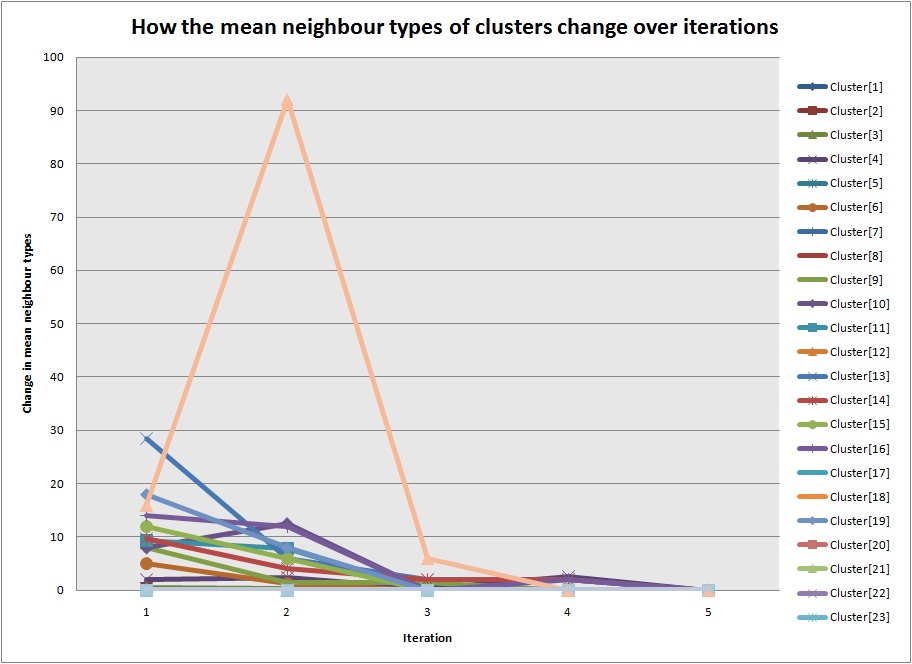 How the mean neighbour types of clusters change over iterations
Change in mean neighbour types
100
90
80
70
60
50
40
30
20
10
0
1 2 3 4 5
Iteration
Cluster[1]
Cluster[2]
Cluster[3]
Cluster[4]
Cluster[5]
Cluster[6]
Cluster[7]
Cluster[8]
Cluster[9]
Cluster[10]
Cluster[11]
Cluster[12]
Cluster[13]
Cluster[14]
Cluster[15]
Cluster[16]
Cluster[17]
Cluster[18]
Cluster[19]
Cluster[20]
Cluster[21]
Cluster[22]
Cluster[23]